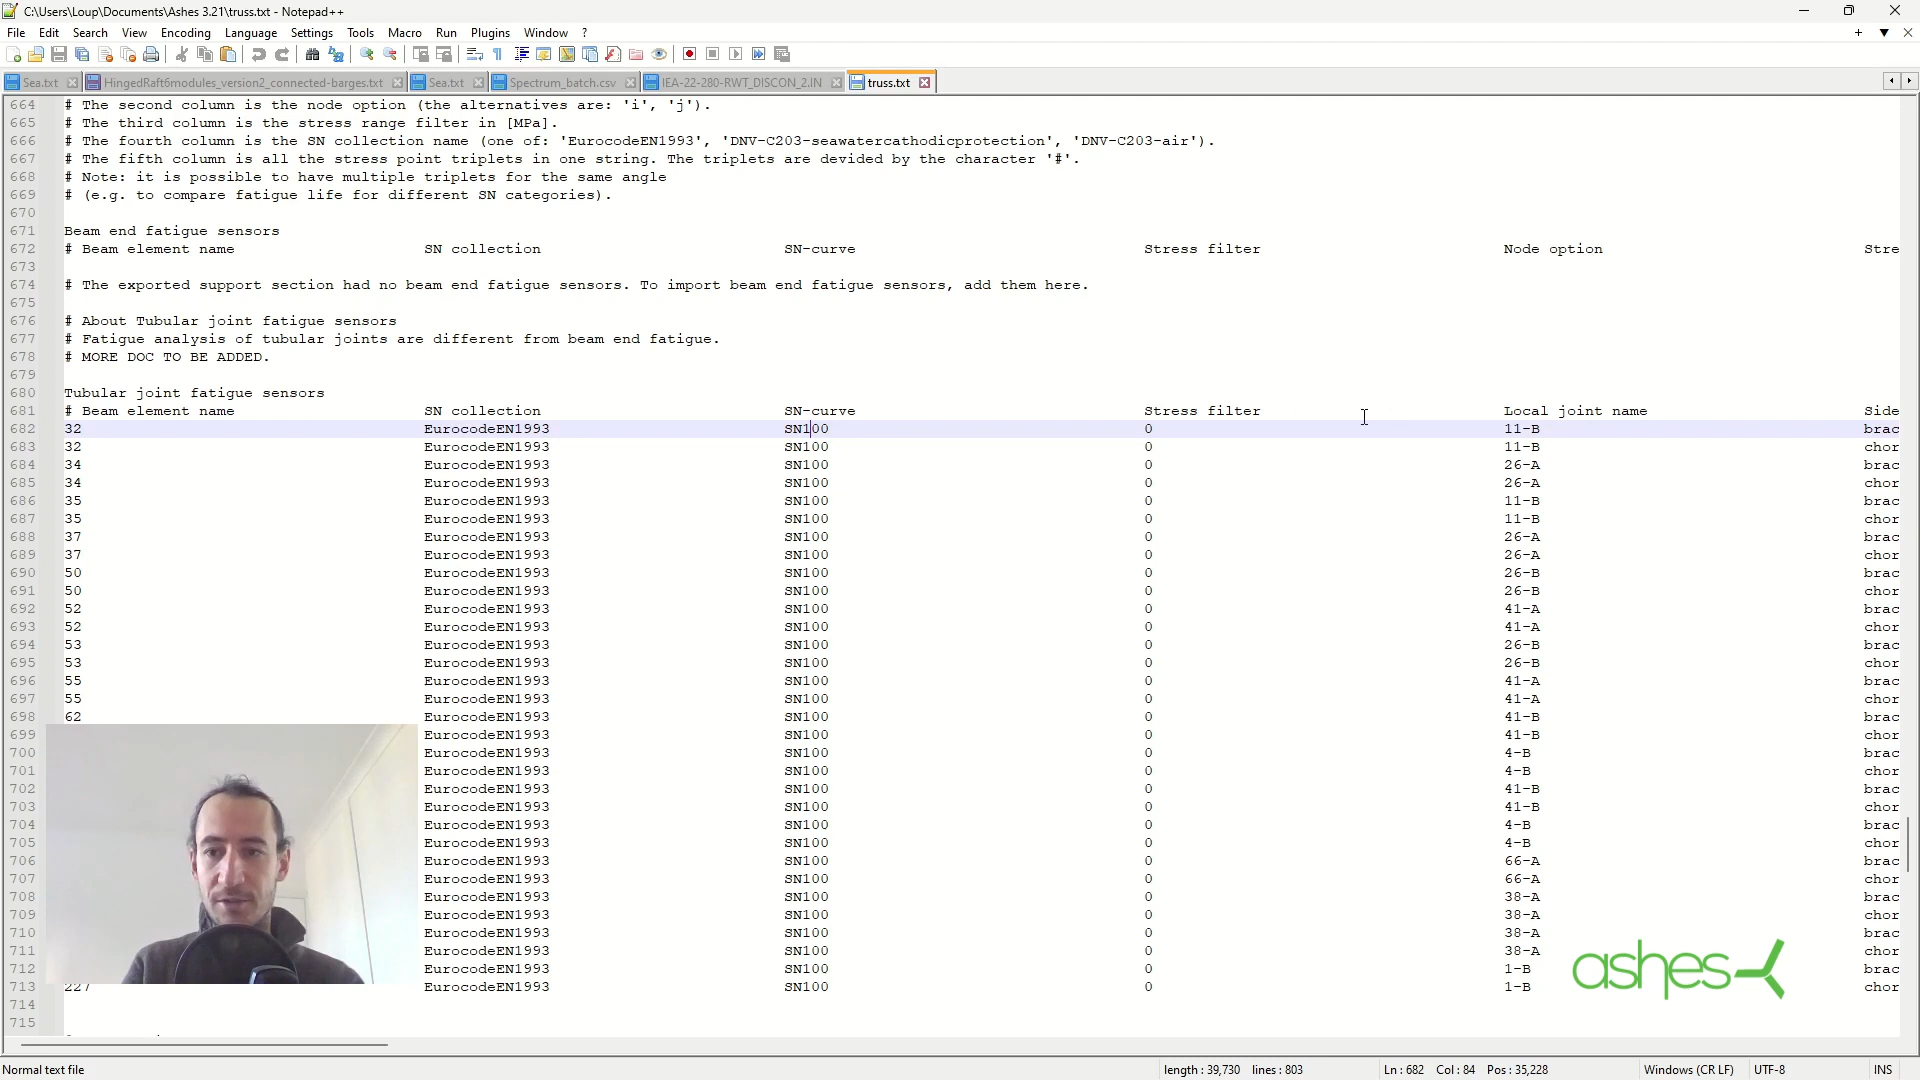 C:\Users\Loup\Documents\Ashes 3.21\truss.txt - Notepad++
File Edit Search View Encoding Language Settings Tools Macro Run Plugins Window ?
Sea.txt HingedRaft6modules_version2_connected-barges.txt Sea.txt Spectrum_batch.csv IEA-22-280-RWT_DISCON_2.IN truss.txt
664 # The second column is the node option (the alternatives are: 'i', 'j').
665 # The third column is the stress range filter in [MPa].
666 # The fourth column is the SN collection name (one of: 'EurocodeEN1993', 'DNV-C203-seawatercathodicprotection', 'DNV-C203-air').
667 # The fifth column is all the stress point triplets in one string. The triplets are devided by the character '#'.
668 # Note: it is possible to have multiple triplets for the same angle
669 # (e.g. to compare fatigue life for different SN categories).
670
671 Beam end fatigue sensors
672 # Beam element name SN collection SN-curve Stress filter Node option Stre
673
674 # The exported support section had no beam end fatigue sensors. To import beam end fatigue sensors, add them here.
675
676 # About Tubular joint fatigue sensors
677 # Fatigue analysis of tubular joints are different from beam end fatigue.
678 # MORE DOC TO BE ADDED.
679
680 Tubular joint fatigue sensors
681 # Beam element name SN collection SN-curve Stress filter Local joint name Side
682 32 EurocodeEN1993 SN100 0 11-B brac
683 32 EurocodeEN1993 SN100 0 11-B chor
684 34 EurocodeEN1993 SN100 0 26-A brac
685 34 EurocodeEN1993 SN100 0 26-A chor
686 35 EurocodeEN1993 SN100 0 11-B brac
687 35 EurocodeEN1993 SN100 0 11-B chor
688 37 EurocodeEN1993 SN100 0 26-A brac
689 37 EurocodeEN1993 SN100 0 26-A chor
690 50 EurocodeEN1993 SN100 0 26-B brac
691 50 EurocodeEN1993 SN100 0 26-B chor
692 52 EurocodeEN1993 SN100 0 41-A brac
693 52 EurocodeEN1993 SN100 0 41-A chor
694 53 EurocodeEN1993 SN100 0 26-B brac
695 53 EurocodeEN1993 SN100 0 26-B chor
696 55 EurocodeEN1993 SN100 0 41-A brac
697 55 EurocodeEN1993 SN100 0 41-A chor
698 62 EurocodeEN1993 SN100 0 41-B brac
699 EurocodeEN1993 SN100 0 41-B chor
700 EurocodeEN1993 SN100 0 4-B brac
701 EurocodeEN1993 SN100 0 4-B chor
702 EurocodeEN1993 SN100 0 41-B brac
703 EurocodeEN1993 SN100 0 41-B chor
704 EurocodeEN1993 SN100 0 4-B brac
705 EurocodeEN1993 SN100 0 4-B chor
706 EurocodeEN1993 SN100 0 66-A brac
707 EurocodeEN1993 SN100 0 66-A chor
708 EurocodeEN1993 SN100 0 38-A brac
709 EurocodeEN1993 SN100 0 38-A chor
710 EurocodeEN1993 SN100 0 38-A brac
711 EurocodeEN1993 SN100 0 38-A chor
712 EurocodeEN1993 SN100 0 1-B brac
713 227 EurocodeEN1993 SN100 0 1-B chor
714
715
ashes
Normal text file length : 39,730 lines : 803 Ln : 682 Col : 84 Pos : 35,228 Windows (CR LF) UTF-8 INS